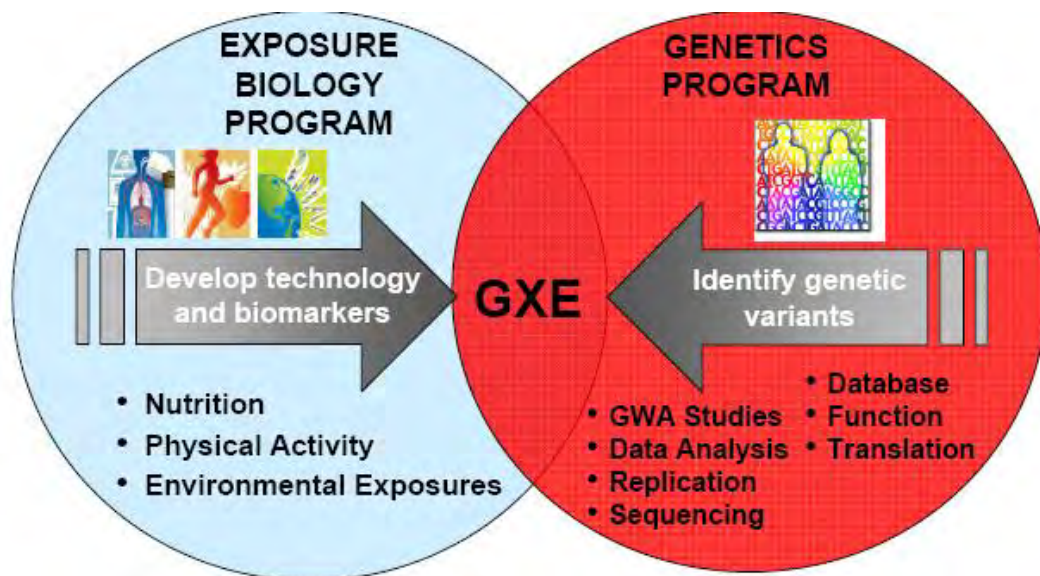 EXPOSURE
BIOLOGY
PROGRAM
Develop technology
and biomarkers
• Nutrition
• Physical Activity
• Environmental Exposures
GXE
GENETICS
PROGRAM
Identify genetic
variants
• GWA Studies
• Data Analysis
• Replication
• Sequencing
• Database
• Function
• Translation